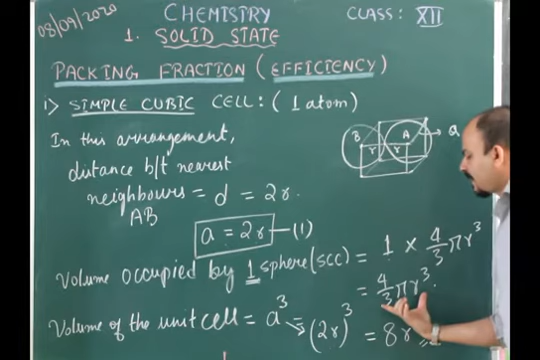 08/09/2020
CHEMISTRY
CLASS: XII
1. SOLID STATE
PACKING FRACTION (EFFICIENCY)
i> SIMPLE CUBIC CELL: (1 atom)
In this arrangement,
distance b/t nearest
neighbours = d = 2r.
AB
B r r A → a
a = 2r —(1)
Volume occupied by 1 sphere (scc) = 1 × 4/3 πr³
= 4/3 πr³.
Volume of the unit cell = a³ = (2r)³ = 8r